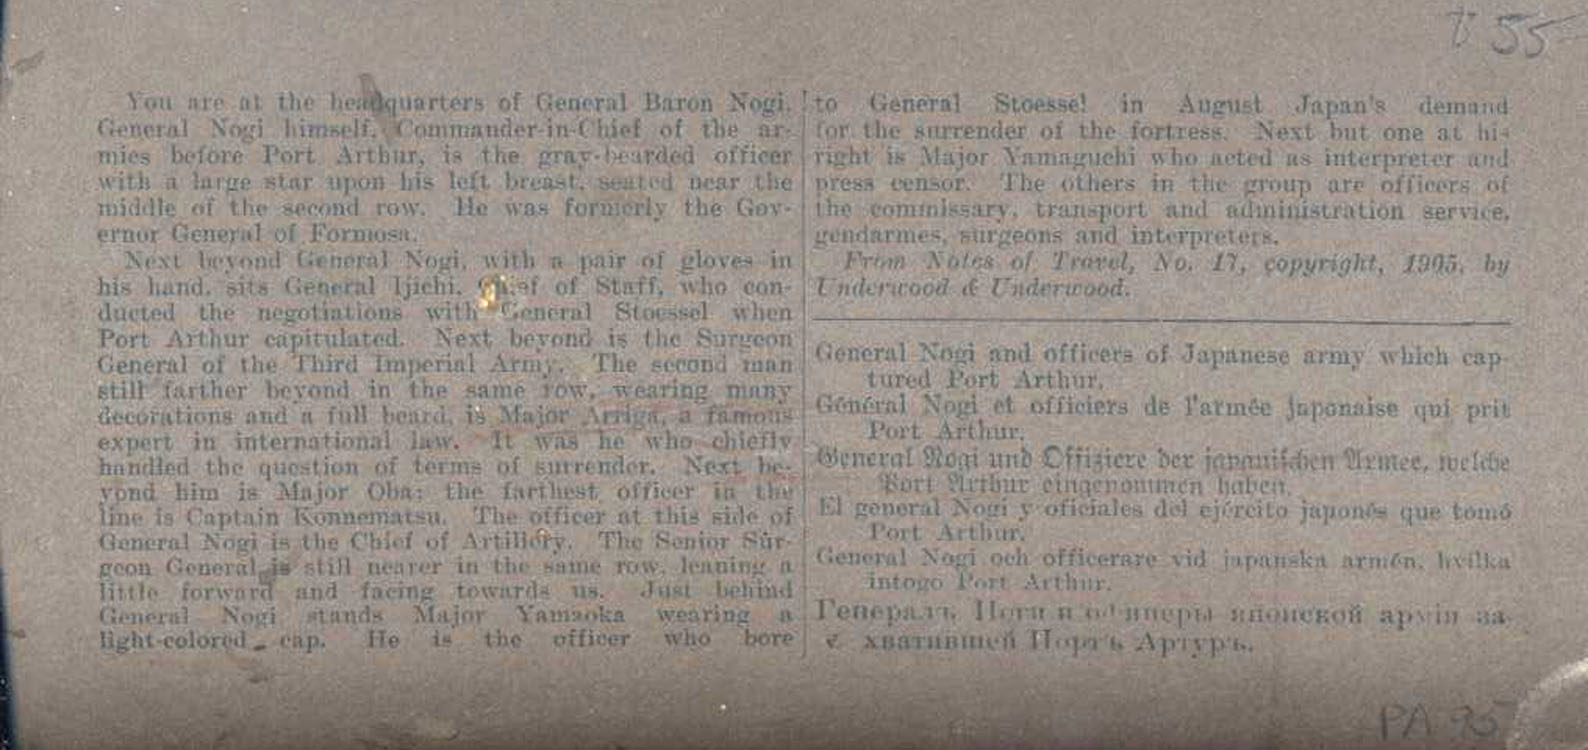 V 55
You are at the headquarters of General Baron Nogi.
General Nogi himself, Commander-in-Chief of the ar-
mies before Port Arthur, is the gray-bearded officer
with a large star upon his left breast, seated near the
middle of the second row. He was formerly the Gov-
ernor General of Formosa.
Next beyond General Nogi, with a pair of gloves in
his hand, sits General Ijichi, Chief of Staff, who con-
ducted the negotiations with General Stoessel when
Port Arthur capitulated. Next beyond is the Surgeon
General of the Third Imperial Army. The second man
still farther beyond in the same row, wearing many
decorations and a full beard, is Major Arriga, a famous
expert in international law. It was he who chiefly
handled the question of terms of surrender. Next be-
yond him is Major Oba; the farthest officer in the
line is Captain Konnematsu. The officer at this side of
General Nogi is the Chief of Artillery. The Senior Sur-
geon General is still nearer in the same row, leaning a
little forward and facing towards us. Just behind
General Nogi stands Major Yamaoka wearing a
light-colored cap. He is the officer who bore
to General Stoessel in August Japan's demand
for the surrender of the fortress. Next but one at his
right is Major Yamaguchi who acted as interpreter and
press censor. The others in the group are officers of
the commissary, transport and administration service,
gendarmes, surgeons and interpreters.
From Notes of Travel, No. 17, copyright, 1905, by
Underwood & Underwood.
General Nogi and officers of Japanese army which cap-
tured Port Arthur.
Général Nogi et officiers de l'armée japonaise qui prit
Port Arthur.
General Nogi und Offiziere der japanischen Armee, welche
Port Arthur eingenommen haben.
El general Nogi y oficiales del ejército japonés que tomó
Port Arthur.
General Nogi och officerare vid japanska armén, hvilka
intogo Port Arthur.
Генералъ Ноги и офицеры японской арміи за-
хватившей Портъ Артуръ.
PA 95